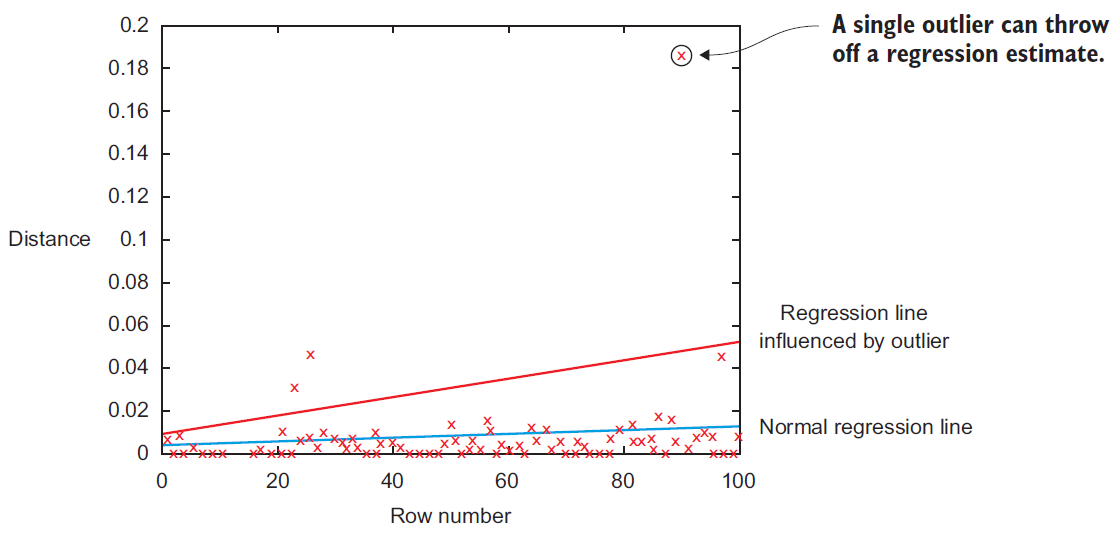 A single outlier can throw
off a regression estimate.
0.2
0.18
0.16
0.14
0.12
Distance
0.1
0.08
0.06
0.04
0.02
0
Regression line
influenced by outlier
Normal regression line
0 20 40 60 80 100
Row number